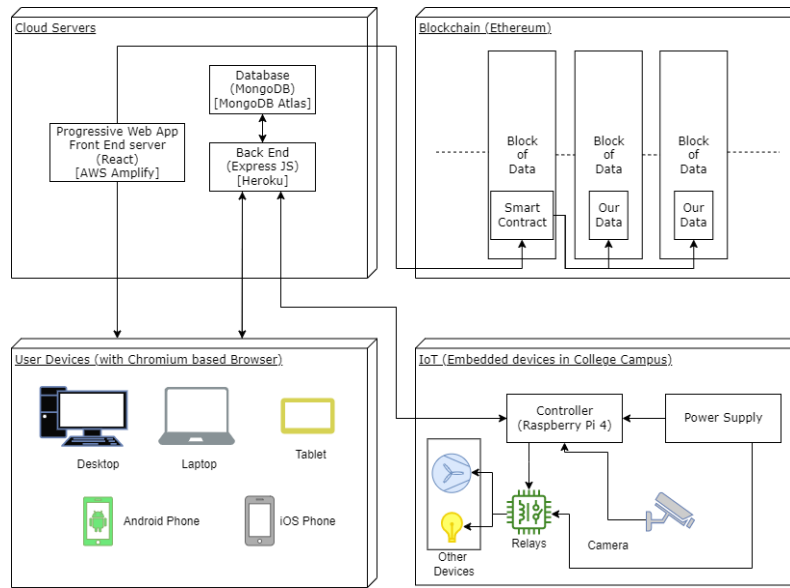 Cloud Servers
Database
(MongoDB)
[MongoDB Atlas]
Progressive Web App
Front End server
(React)
[AWS Amplify]
Back End
(Express JS)
[Heroku]
Blockchain (Ethereum)
Block
of
Data
Block
of
Data
Block
of
Data
Smart
Contract
Our
Data
Our
Data
User Devices (with Chromium based Browser)
Desktop
Laptop
Tablet
Android Phone
iOS Phone
IoT (Embedded devices in College Campus)
Controller
(Raspberry Pi 4)
Power Supply
Other
Devices
Relays
Camera